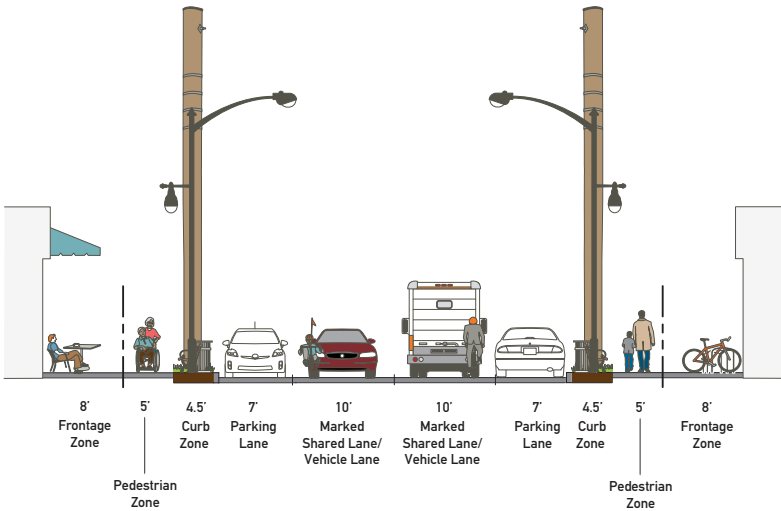 8'
Frontage
Zone
5'
Pedestrian
Zone
4.5'
Curb
Zone
7'
Parking
Lane
10'
Marked
Shared Lane/
Vehicle Lane
10'
Marked
Shared Lane/
Vehicle Lane
7'
Parking
Lane
4.5'
Curb
Zone
5'
Pedestrian
Zone
8'
Frontage
Zone